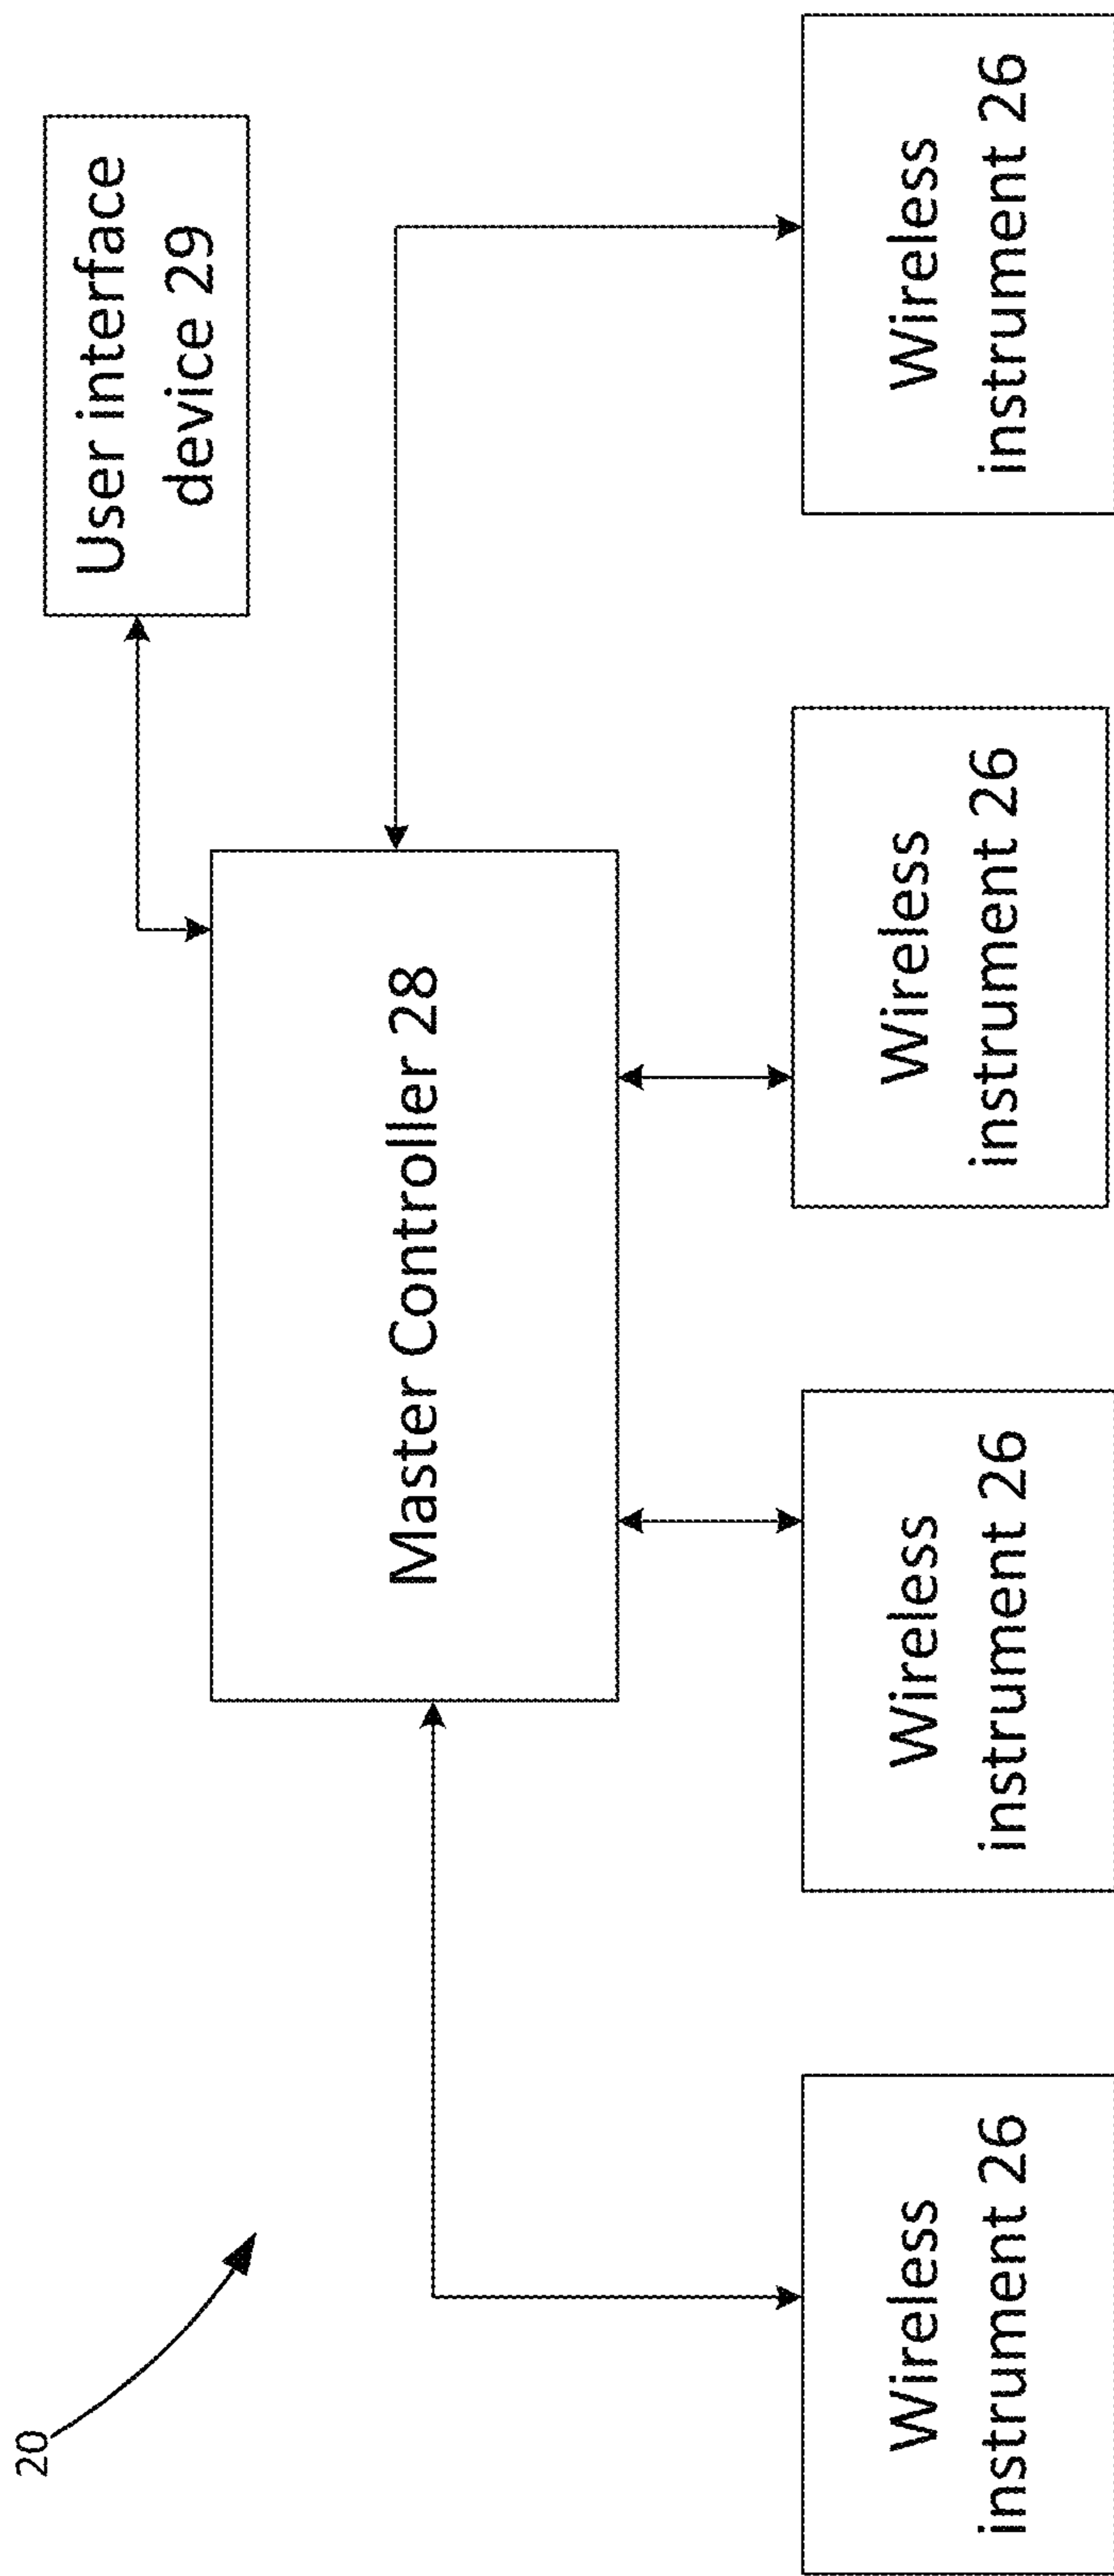 20
User interface
device 29
Master Controller 28
Wireless
instrument 26
Wireless
instrument 26
Wireless
instrument 26
Wireless
instrument 26